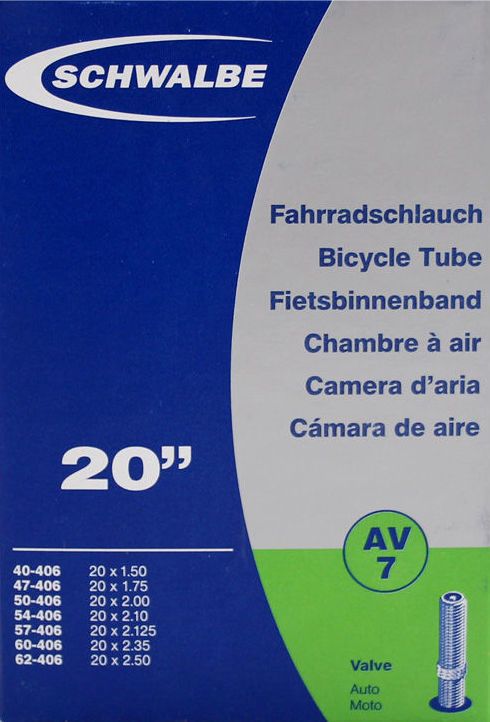 SCHWALBE
Fahrradschlauch
Bicycle Tube
Fietsbinnenband
Chambre à air
Camera d'aria
Cámara de aire
20”
40-406 20 x 1.50
47-406 20 x 1.75
50-406 20 x 2.00
54-406 20 x 2.10
57-406 20 x 2.125
60-406 20 x 2.35
62-406 20 x 2.50
AV
7
Valve
Auto
Moto